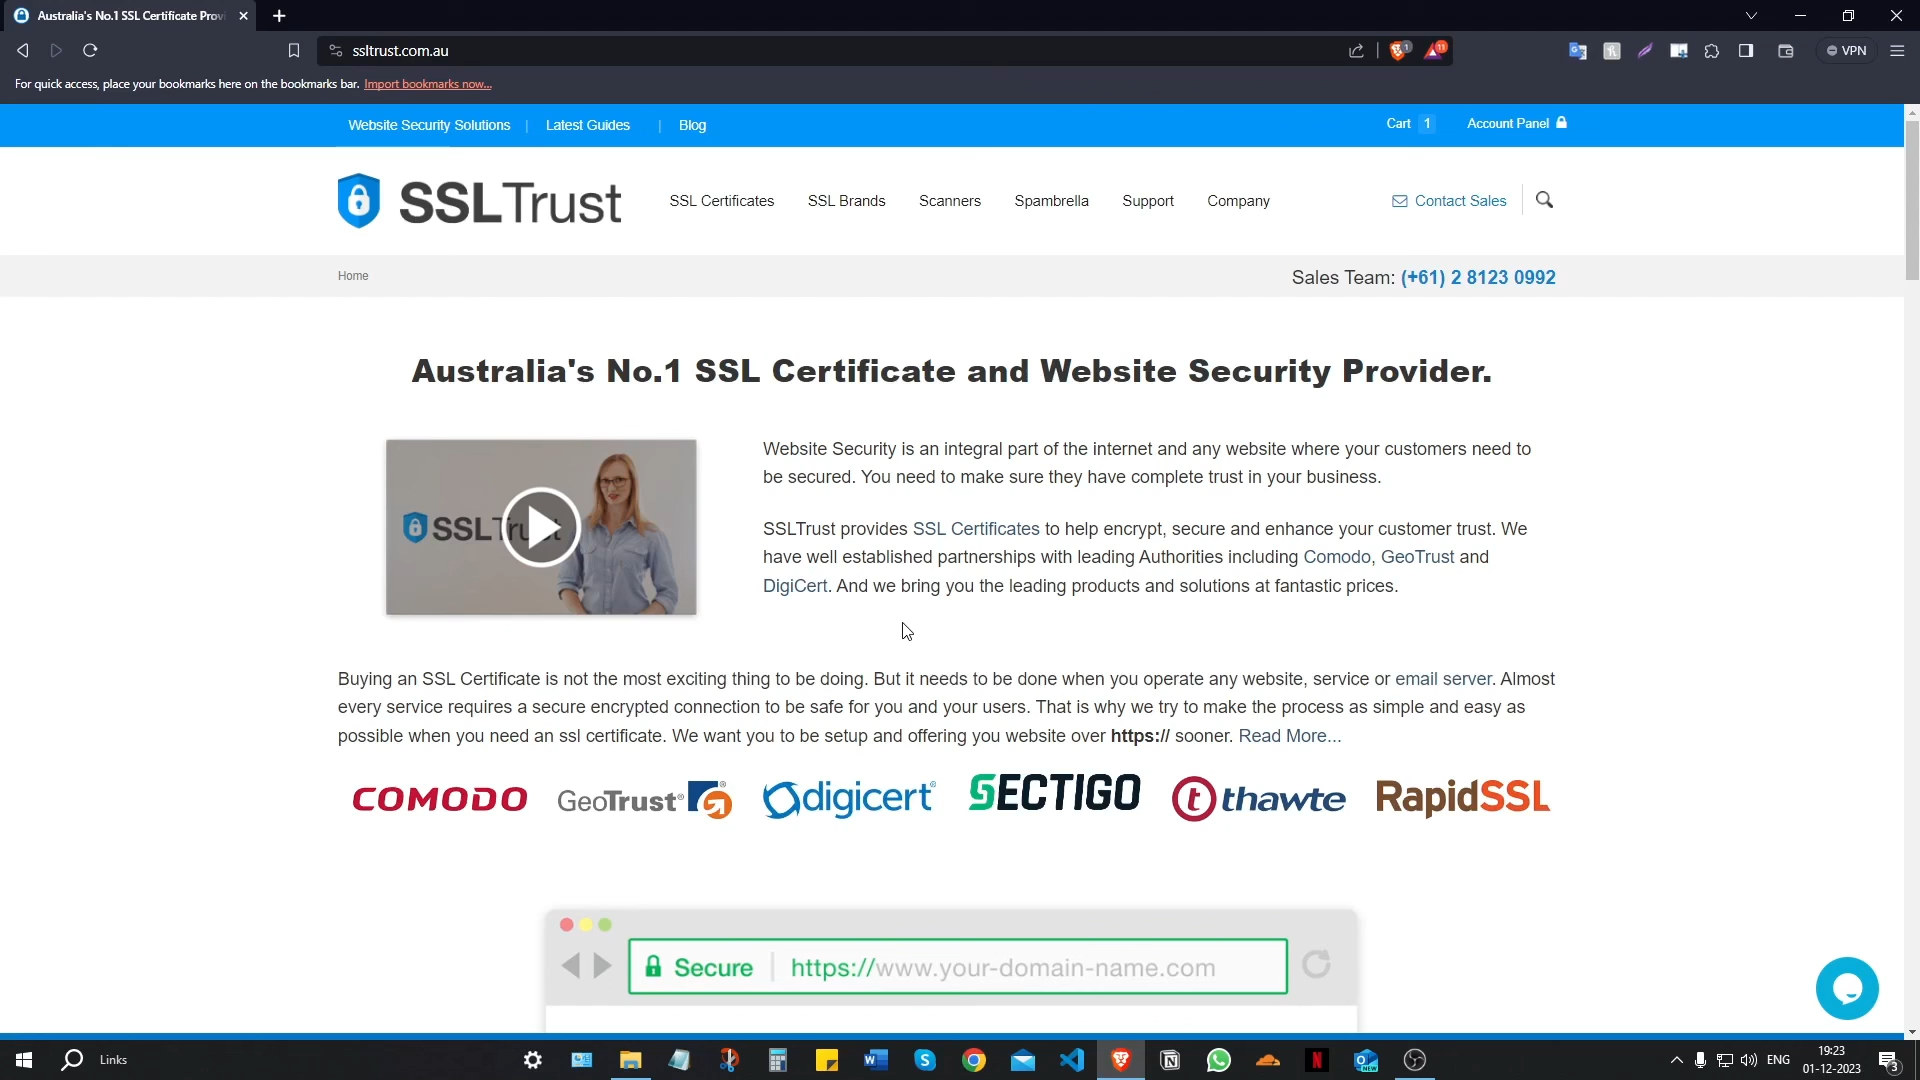 Australia's No.1 SSL Certificate Provi
ssltrust.com.au
1
11
VPN
For quick access, place your bookmarks here on the bookmarks bar. Import bookmarks now...
Website Security Solutions | Latest Guides | Blog
Cart 1 Account Panel
SSLTrust
SSL Certificates SSL Brands Scanners Spambrella Support Company
Contact Sales
Home
Sales Team: (+61) 2 8123 0992
Australia's No.1 SSL Certificate and Website Security Provider.
SSLTrust
Website Security is an integral part of the internet and any website where your customers need to
be secured. You need to make sure they have complete trust in your business.
SSLTrust provides SSL Certificates to help encrypt, secure and enhance your customer trust. We
have well established partnerships with leading Authorities including Comodo, GeoTrust and
DigiCert. And we bring you the leading products and solutions at fantastic prices.
Buying an SSL Certificate is not the most exciting thing to be doing. But it needs to be done when you operate any website, service or email server. Almost
every service requires a secure encrypted connection to be safe for you and your users. That is why we try to make the process as simple and easy as
possible when you need an ssl certificate. We want you to be setup and offering you website over https:// sooner. Read More...
COMODO GeoTrust® digicert® SECTIGO thawte RapidSSL
Secure https://www.your-domain-name.com
Links
ENG
19:23
01-12-2023
3